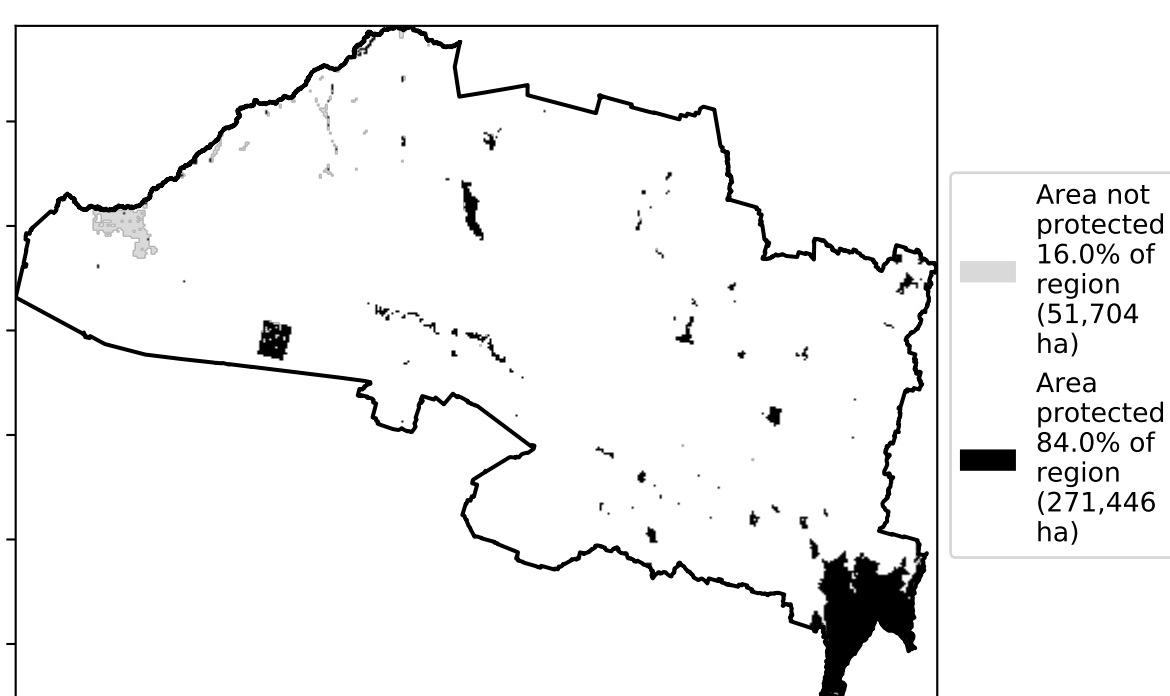 Area not
protected
16.0% of
region
(51,704
ha)
Area
protected
84.0% of
region
(271,446
ha)